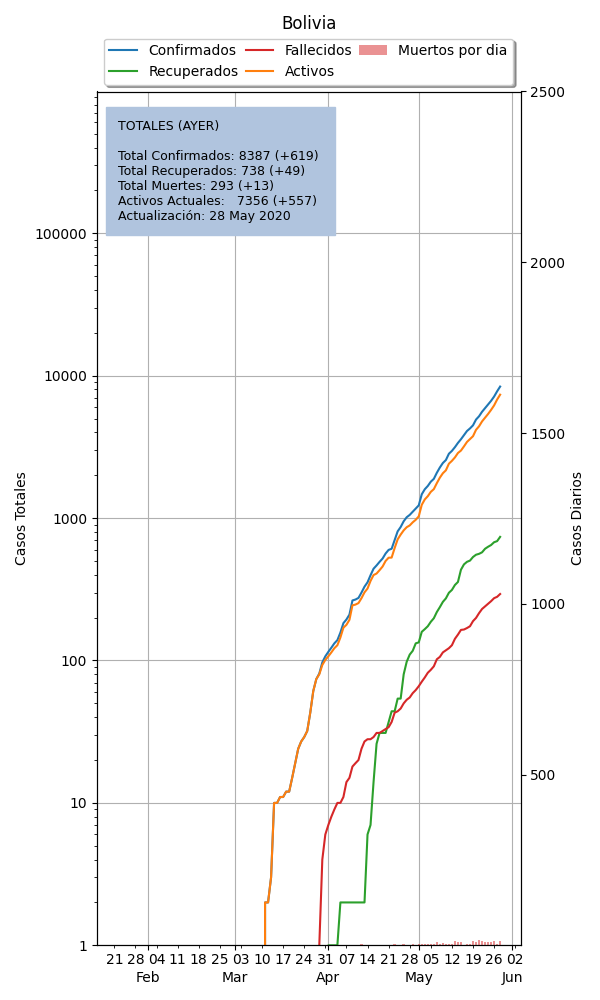 Bolivia
Confirmados
Recuperados
Fallecidos
Activos
Muertos por dia
TOTALES (AYER)
Total Confirmados: 8387 (+619)
Total Recuperados: 738 (+49)
Total Muertes: 293 (+13)
Activos Actuales:   7356 (+557)
Actualización: 28 May 2020
Casos Totales
100000
10000
1000
100
10
1
2500
2000
1500
1000
500
Casos Diarios
21 28 04 11 18 25 03 10 17 24 31 07 14 21 28 05 12 19 26 02
Feb Mar Apr May Jun